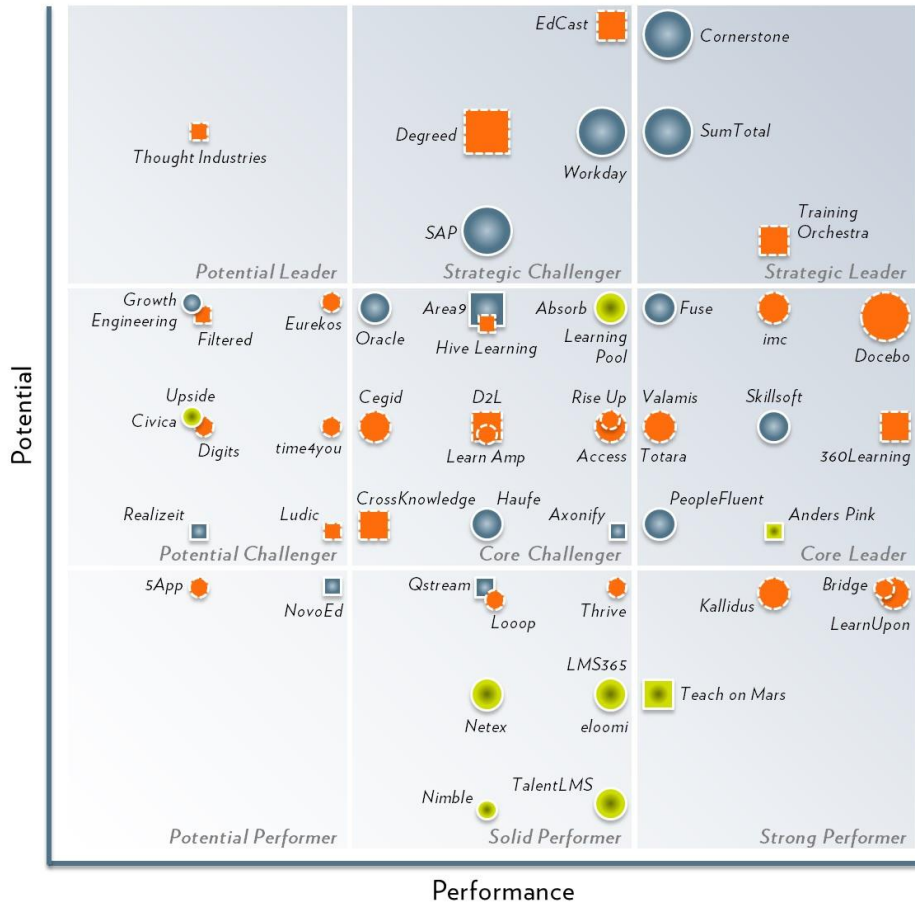 EdCast
Cornerstone
Thought Industries
Degreed
Workday
SumTotal
SAP
Training
Orchestra
Potential Leader
Strategic Challenger
Strategic Leader
Growth
Engineering
Filtered
Eurekos
Oracle
Area9
Hive Learning
Absorb
Learning
Pool
Fuse
imc
Docebo
Upside
Civica
Digits
time4you
Cegid
D2L
Learn Amp
Rise Up
Access
Valamis
Totara
Skillsoft
360Learning
Realizeit
Ludic
CrossKnowledge
Haufe
Axonify
PeopleFluent
Anders Pink
Potential Challenger
Core Challenger
Core Leader
5App
NovoEd
Qstream
Looop
Thrive
Kallidus
Bridge
LearnUpon
LMS365
Netex
eloomi
Teach on Mars
Nimble
TalentLMS
Potential Performer
Solid Performer
Strong Performer
Potential
Performance